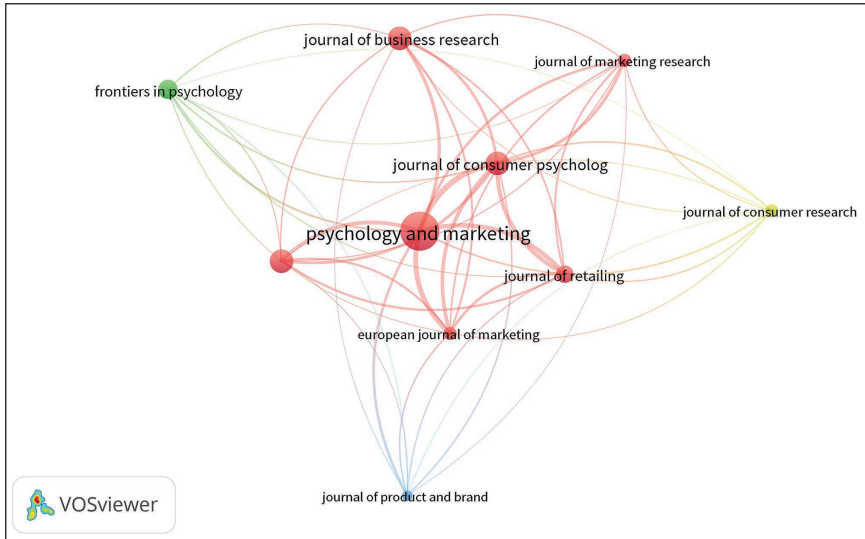 journal of business research
journal of marketing research
frontiers in psychology
journal of consumer psycholog
journal of consumer research
psychology and marketing
journal of retailing
european journal of marketing
journal of product and brand
VOSviewer